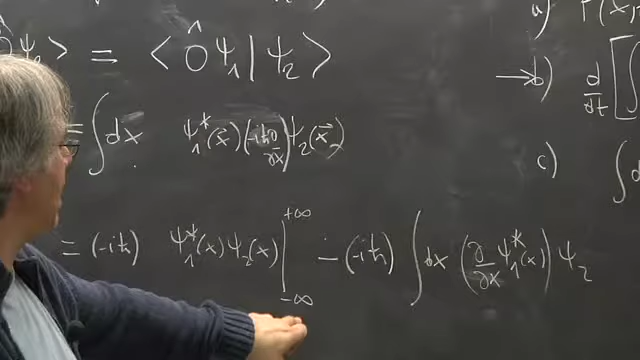 Ψ₂> = <Ô Ψ₁|Ψ₂>
a) P(x,
→ b) d/dt [∫
≡ ∫dx Ψ₁*(x⃗)(-iħ∂/∂x)Ψ₂(x⃗)
c) ∫d
= (-iħ) Ψ₁*(x)Ψ₂(x)|_{-∞}^{+∞} - (-iħ) ∫dx (∂/∂x Ψ₁*(x)) Ψ₂